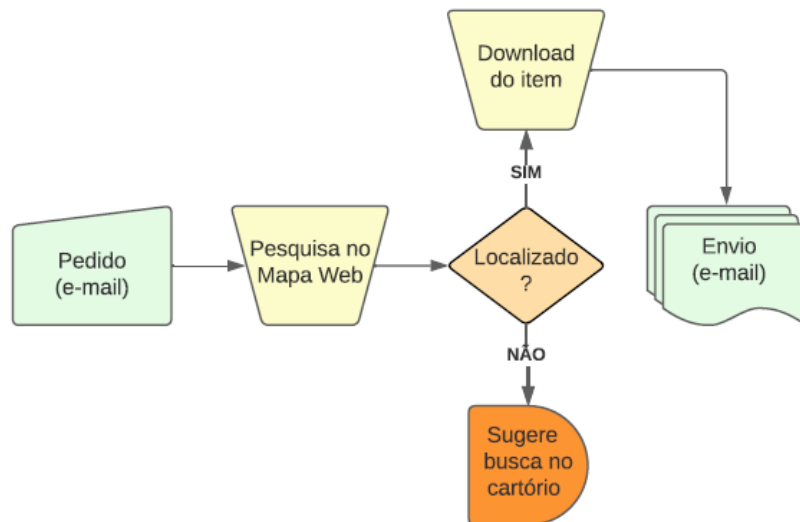 Pedido
(e-mail)
Pesquisa no
Mapa Web
Localizado
?
SIM
Download
do item
Envio
(e-mail)
NÃO
Sugere
busca no
cartório